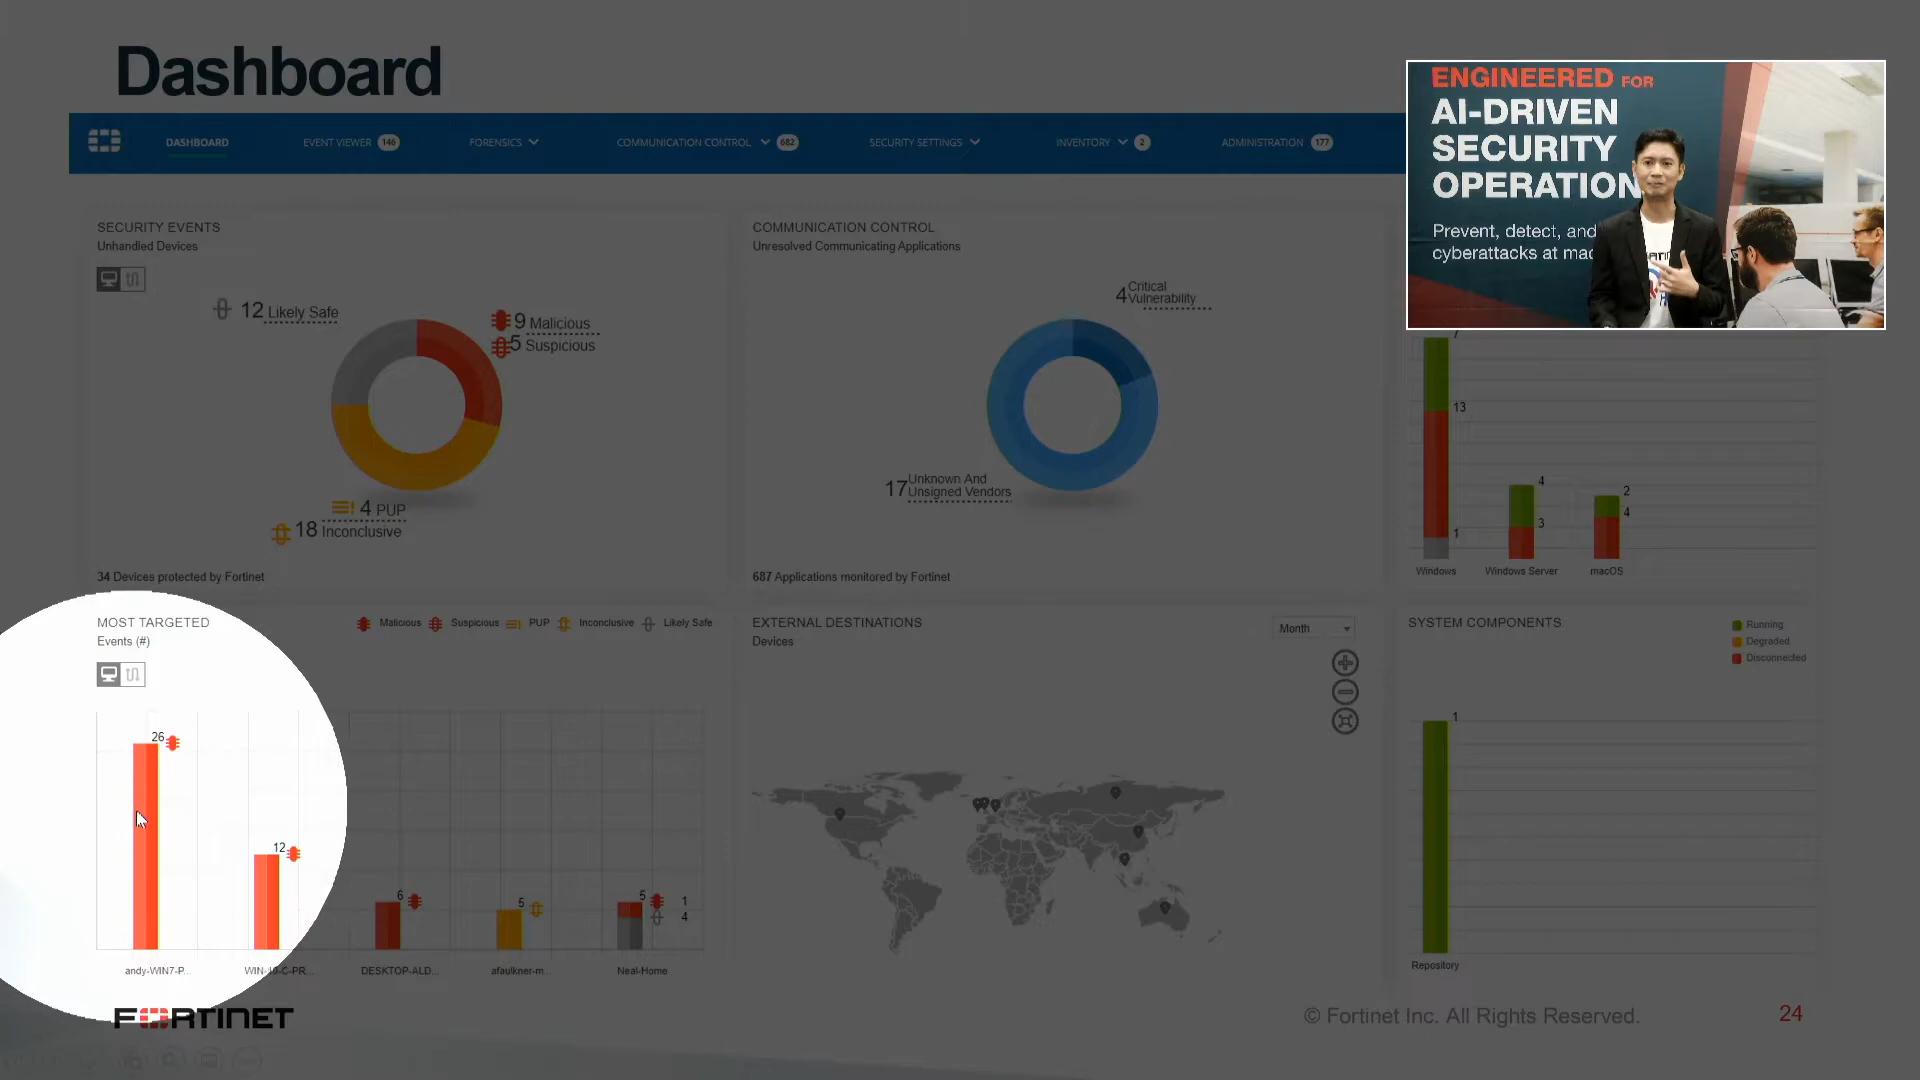 Dashboard
DASHBOARD
EVENT VIEWER 146
FORENSICS
COMMUNICATION CONTROL 682
SECURITY SETTINGS
INVENTORY 2
ADMINISTRATION 177
ENGINEERED FOR
AI-DRIVEN
SECURITY
OPERATION
Prevent, detect, and
cyberattacks at mac
SECURITY EVENTS
Unhandled Devices
12 Likely Safe
9 Malicious
5 Suspicious
4 PUP
18 Inconclusive
34 Devices protected by Fortinet
COMMUNICATION CONTROL
Unresolved Communicating Applications
4 Critical
Vulnerability
17 Unknown And
Unsigned Vendors
687 Applications monitored by Fortinet
13
1
4
3
2
4
Windows
Windows Server
macOS
MOST TARGETED
Events (#)
Malicious
Suspicious
PUP
Inconclusive
Likely Safe
26
12
6
5
5
1
4
andy-WIN7-P...
WIN-10-C-PR...
DESKTOP-ALD...
afaulkner-m...
Neal-Home
EXTERNAL DESTINATIONS
Devices
Month
SYSTEM COMPONENTS
Running
Degraded
Disconnected
1
Repository
FORTINET
© Fortinet Inc. All Rights Reserved.
24